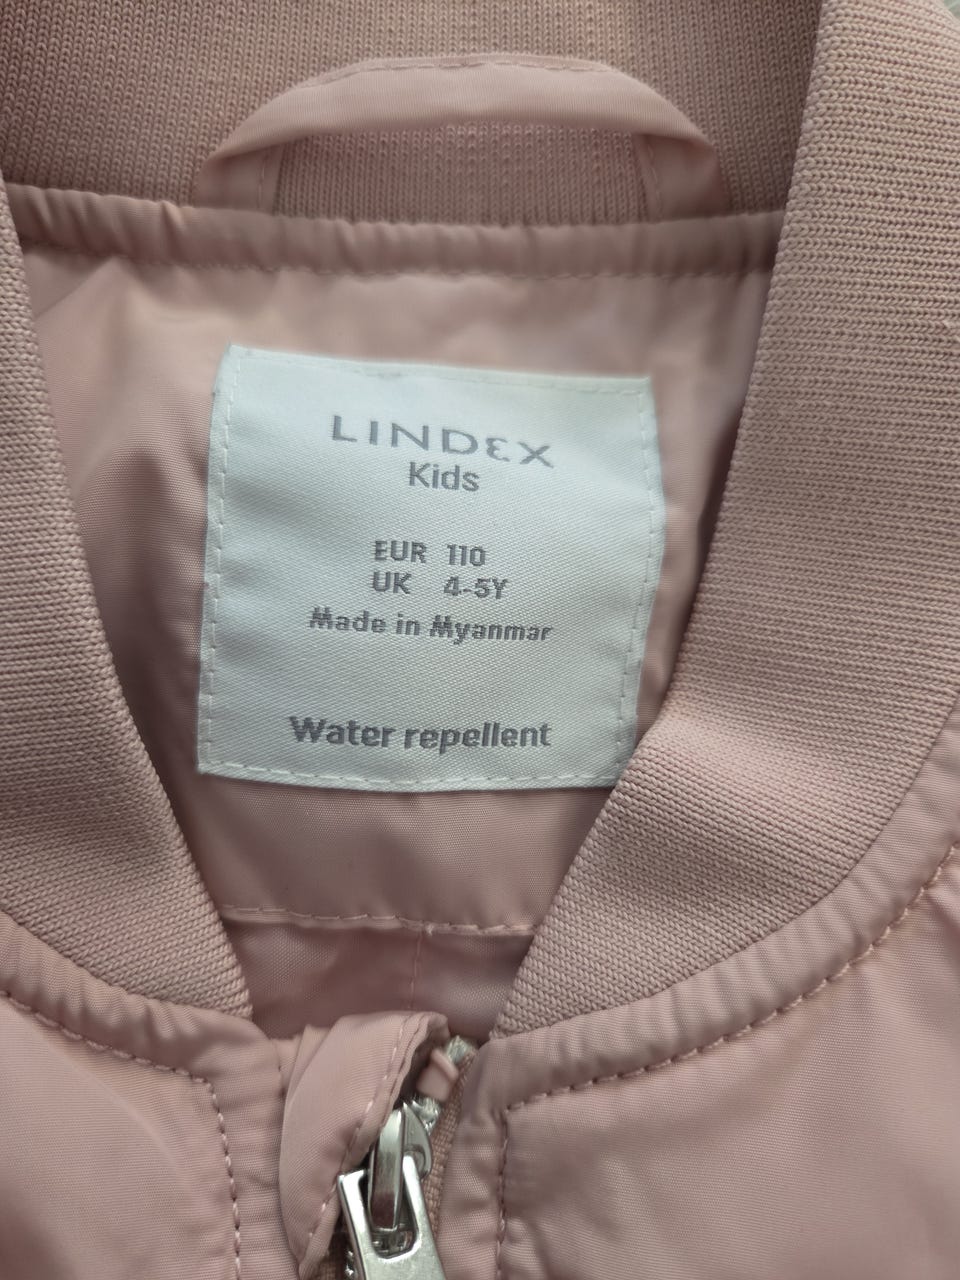 LINDEX
Kids
EUR 110
UK 4-5Y
Made in Myanmar
Water repellent